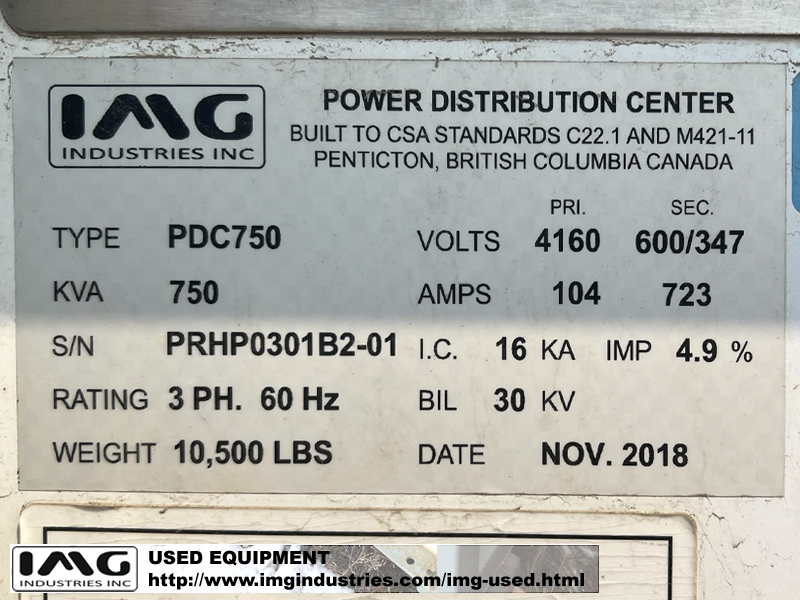 IMG
INDUSTRIES INC
POWER DISTRIBUTION CENTER
BUILT TO CSA STANDARDS C22.1 AND M421-11
PENTICTON, BRITISH COLUMBIA CANADA
PRI. SEC.
TYPE PDC750 VOLTS 4160 600/347
KVA 750 AMPS 104 723
S/N PRHP0301B2-01 I.C. 16 KA IMP 4.9 %
RATING 3 PH. 60 Hz BIL 30 KV
WEIGHT 10,500 LBS DATE NOV. 2018
IMG
INDUSTRIES INC
USED EQUIPMENT
http://www.imgindustries.com/img-used.html